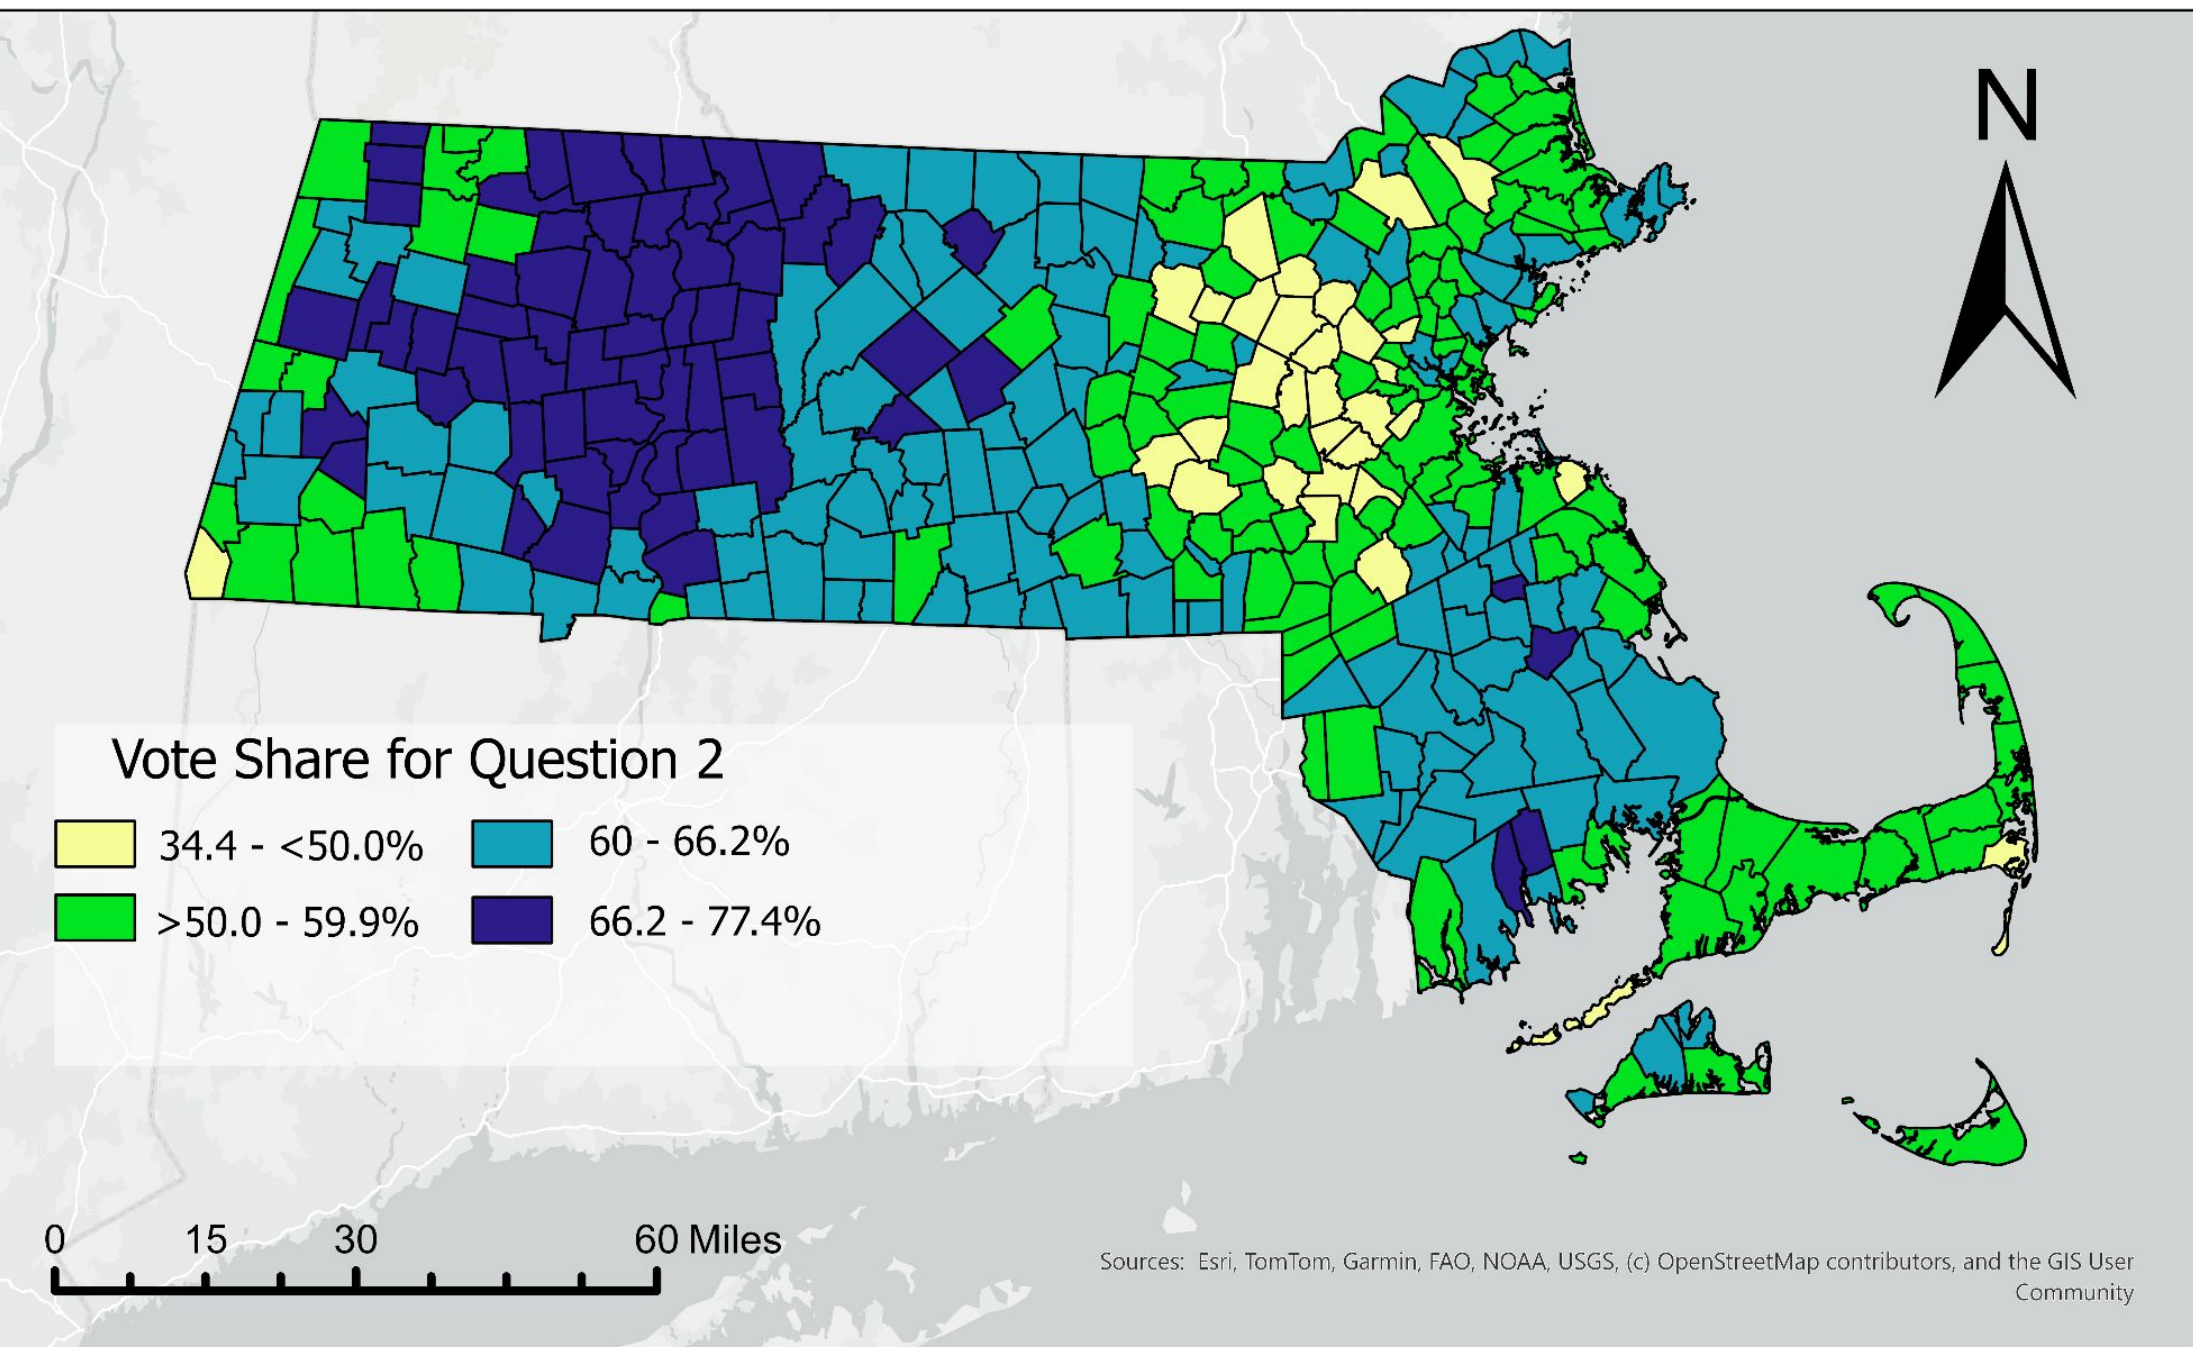 N
Vote Share for Question 2
34.4 - <50.0%
60 - 66.2%
>50.0 - 59.9%
66.2 - 77.4%
0 15 30 60 Miles
Sources: Esri, TomTom, Garmin, FAO, NOAA, USGS, (c) OpenStreetMap contributors, and the GIS User
Community